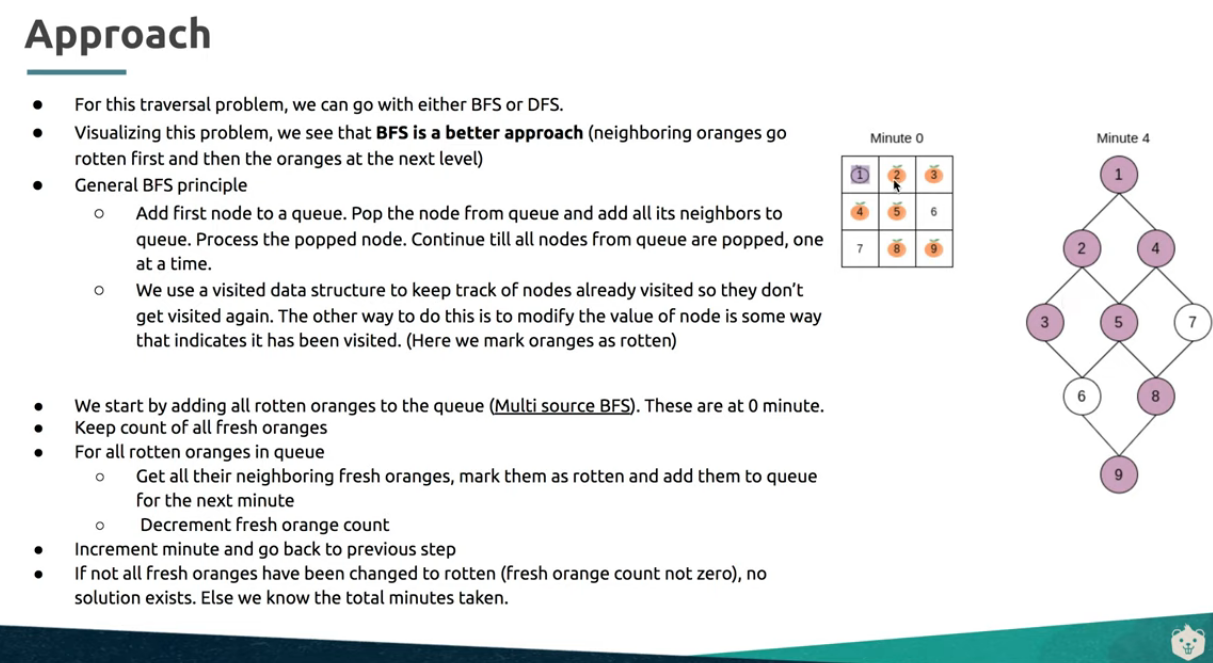 Approach
● For this traversal problem, we can go with either BFS or DFS.
● Visualizing this problem, we see that BFS is a better approach (neighboring oranges go
rotten first and then the oranges at the next level)
● General BFS principle
○ Add first node to a queue. Pop the node from queue and add all its neighbors to
queue. Process the popped node. Continue till all nodes from queue are popped, one
at a time.
○ We use a visited data structure to keep track of nodes already visited so they don’t
get visited again. The other way to do this is to modify the value of node is some way
that indicates it has been visited. (Here we mark oranges as rotten)
● We start by adding all rotten oranges to the queue (Multi source BFS). These are at 0 minute.
● Keep count of all fresh oranges
● For all rotten oranges in queue
○ Get all their neighboring fresh oranges, mark them as rotten and add them to queue
for the next minute
○ Decrement fresh orange count
● Increment minute and go back to previous step
● If not all fresh oranges have been changed to rotten (fresh orange count not zero), no
solution exists. Else we know the total minutes taken.
Minute 0
1 2 3
4 5 6
7 8 9
Minute 4
1
2 4
3 5 7
6 8
9